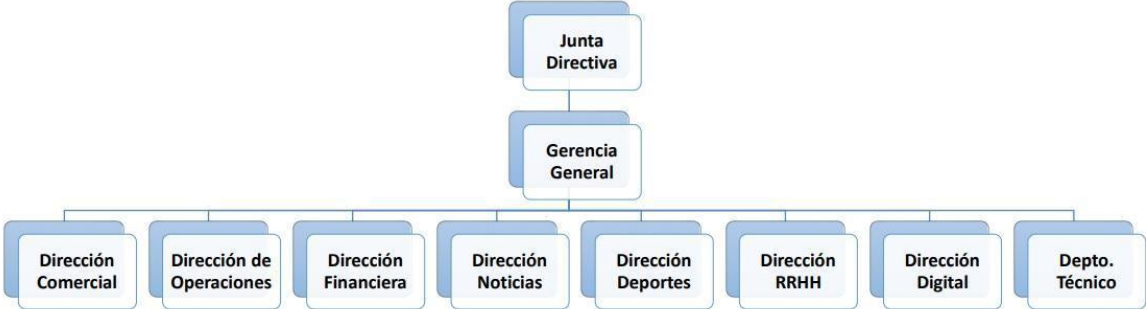 Junta
Directiva
Gerencia
General
Dirección
Comercial
Dirección de
Operaciones
Dirección
Financiera
Dirección
Noticias
Dirección
Deportes
Dirección
RRHH
Dirección
Digital
Depto.
Técnico